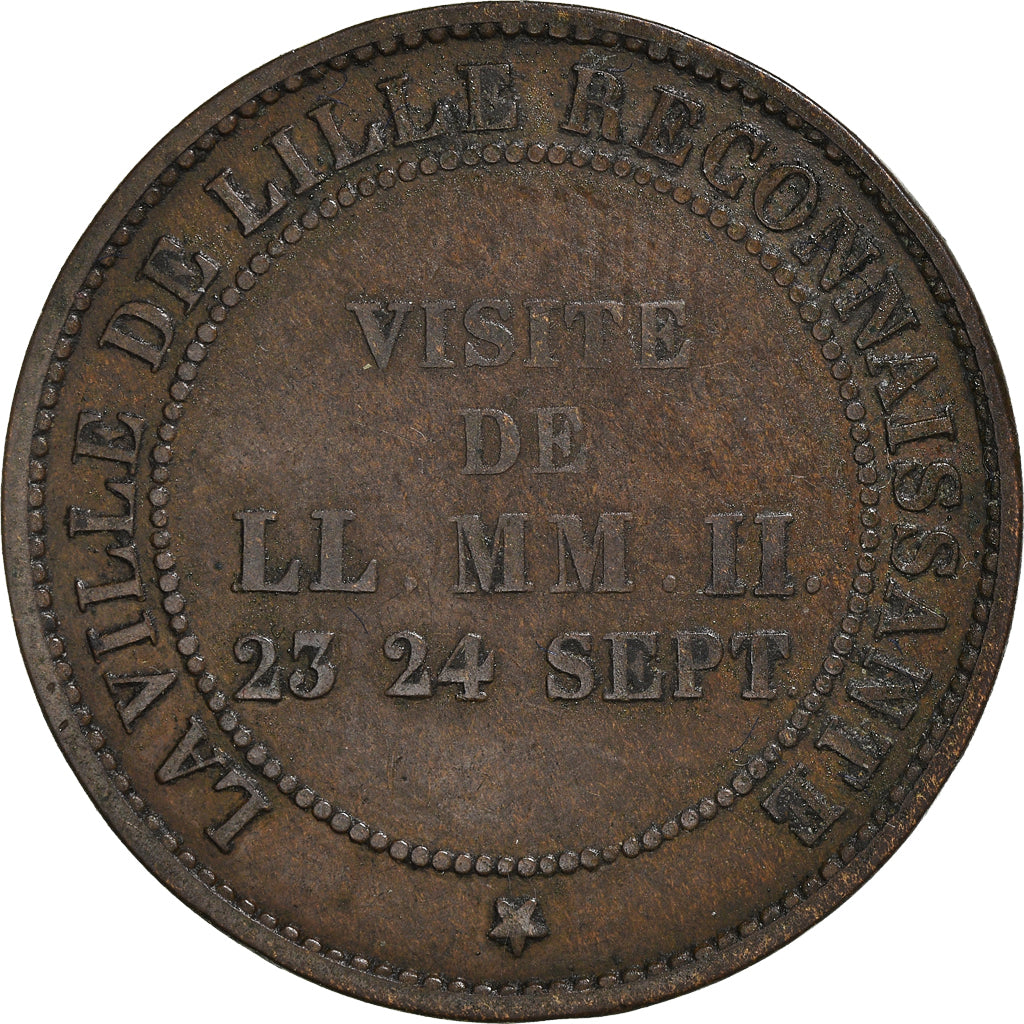 LA VILLE DE LILLE RECONNAISSANTE
VISITE
DE
LL. MM. II.
23 24 SEPT.